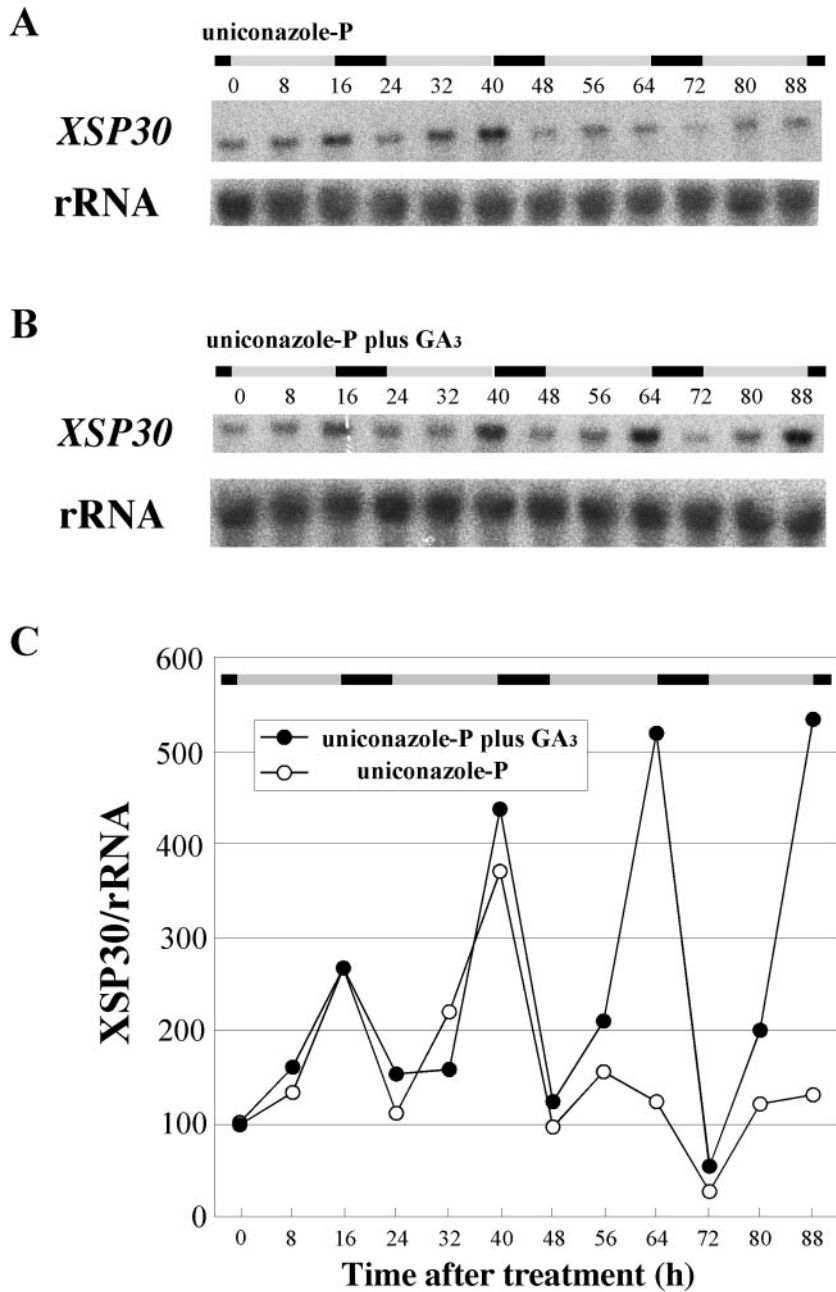 A
uniconazole-P
0 8 16 24 32 40 48 56 64 72 80 88
XSP30
rRNA
B
uniconazole-P plus GA3
0 8 16 24 32 40 48 56 64 72 80 88
XSP30
rRNA
C
600
500
400
300
200
100
0
XSP30/rRNA
uniconazole-P plus GA3
uniconazole-P
0 8 16 24 32 40 48 56 64 72 80 88
Time after treatment (h)